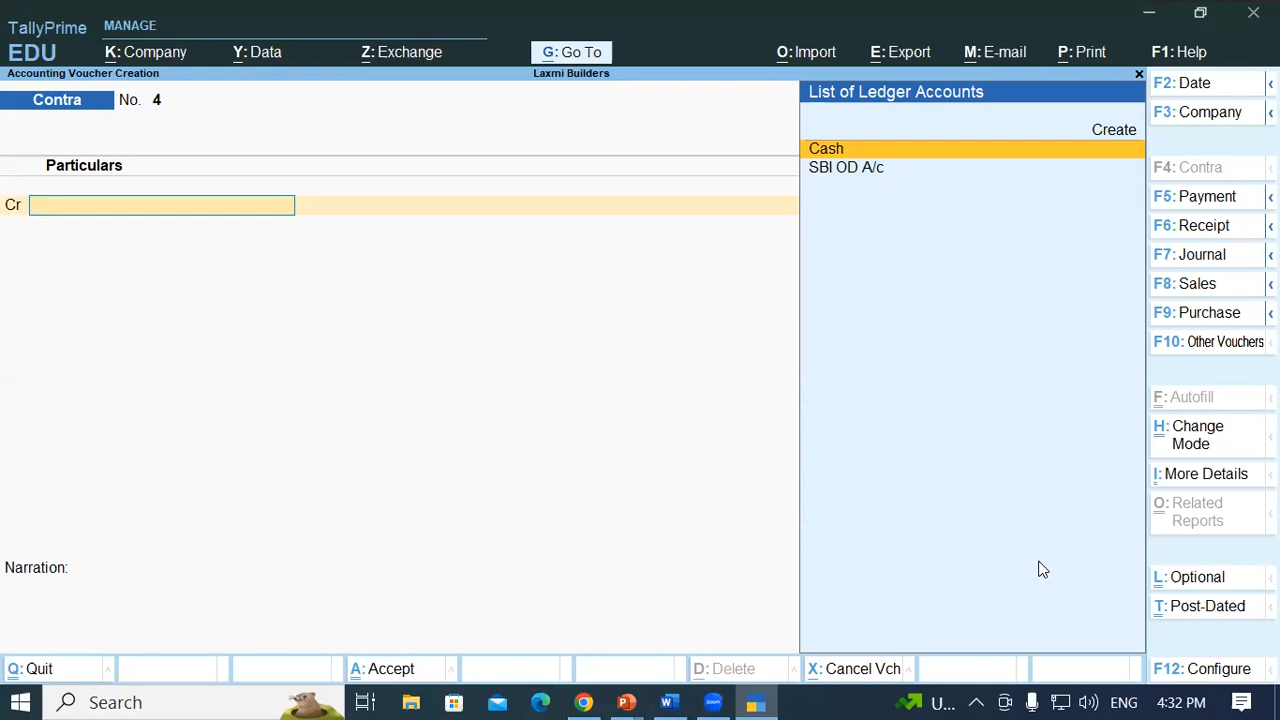 TallyPrime
EDU
MANAGE
K: Company
Y: Data
Z: Exchange
G: Go To
O: Import
E: Export
M: E-mail
P: Print
F1: Help
Accounting Voucher Creation
Laxmi Builders
Contra No. 4
Particulars
Cr
Narration:
List of Ledger Accounts
Create
Cash
SBI OD A/c
F2: Date
F3: Company
F4: Contra
F5: Payment
F6: Receipt
F7: Journal
F8: Sales
F9: Purchase
F10: Other Vouchers
F: Autofill
H: Change
Mode
I: More Details
O: Related
Reports
L: Optional
T: Post-Dated
Q: Quit
A: Accept
D: Delete
X: Cancel Vch
F12: Configure
Search
zoom
U...
ENG
4:32 PM